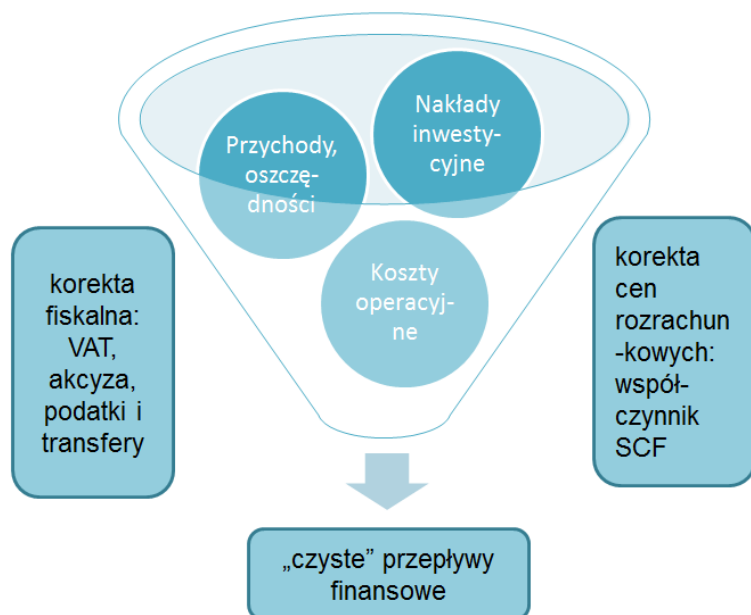 Nakłady
inwesty-
cyjne
Przychody,
oszczę-
dności
Koszty
operacyj-
ne
korekta
fiskalna:
VAT,
akcyza,
podatki i
transfery
korekta
cen
rozrachun
-kowych:
współ-
czynnik
SCF
„czyste” przepływy
finansowe